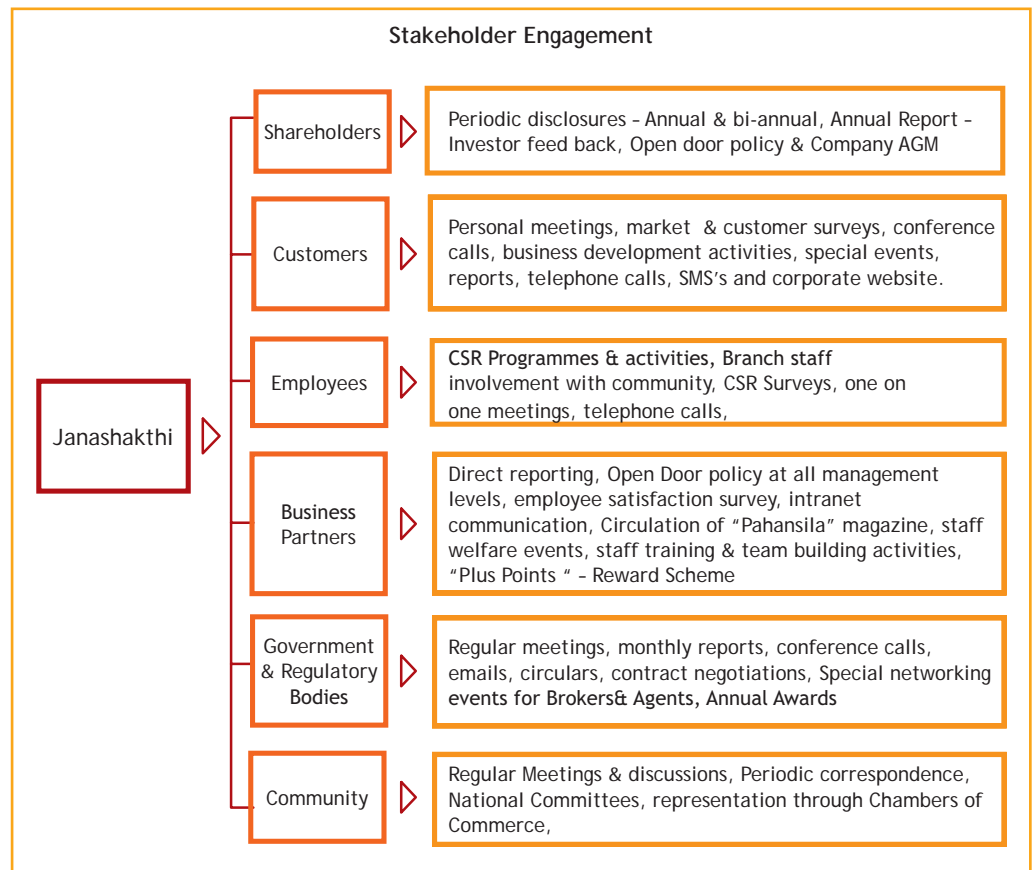 Stakeholder Engagement
Janashakthi
Shareholders
Periodic disclosures – Annual & bi-annual, Annual Report –
Investor feed back, Open door policy & Company AGM
Customers
Personal meetings, market & customer surveys, conference
calls, business development activities, special events,
reports, telephone calls, SMS's and corporate website.
Employees
CSR Programmes & activities, Branch staff
involvement with community, CSR Surveys, one on
one meetings, telephone calls,
Business
Partners
Direct reporting, Open Door policy at all management
levels, employee satisfaction survey, intranet
communication, Circulation of “Pahansila” magazine, staff
welfare events, staff training & team building activities,
“Plus Points “ – Reward Scheme
Government
& Regulatory
Bodies
Regular meetings, monthly reports, conference calls,
emails, circulars, contract negotiations, Special networking
events for Brokers& Agents, Annual Awards
Community
Regular Meetings & discussions, Periodic correspondence,
National Committees, representation through Chambers of
Commerce,